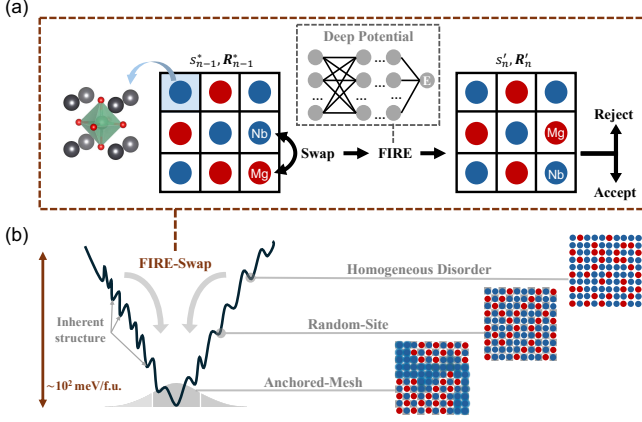 (a)
Deep Potential
s*ₙ₋₁, R*ₙ₋₁
s′ₙ, R′ₙ
E
...
...
... ...
...
Nb
Mg
Swap
FIRE
Mg
Nb
Reject
Accept
(b)
FIRE-Swap
Homogeneous Disorder
Inherent
structure
Random-Site
~10² meV/f.u.
Anchored-Mesh